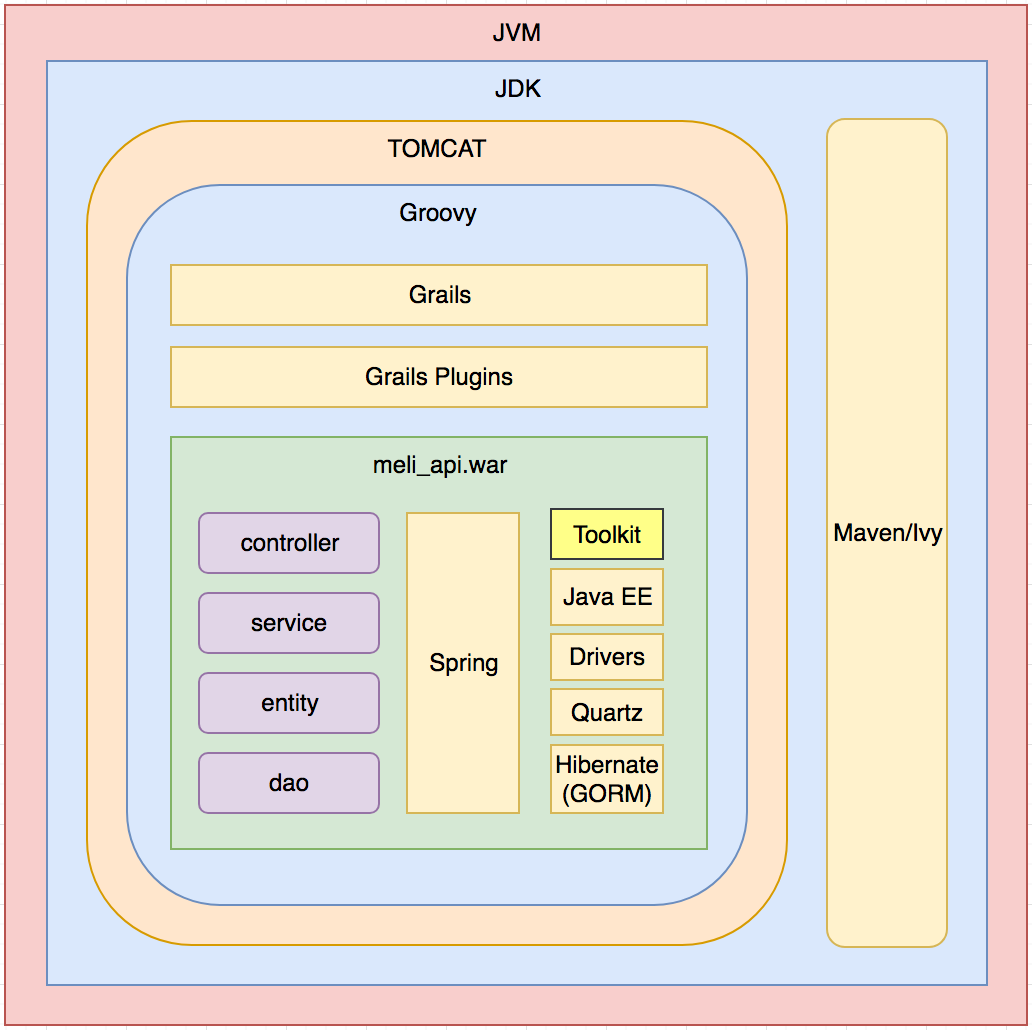 JVM
JDK
TOMCAT
Groovy
Grails
Grails Plugins
meli_api.war
controller
service
entity
dao
Spring
Toolkit
Java EE
Drivers
Quartz
Hibernate
(GORM)
Maven/Ivy